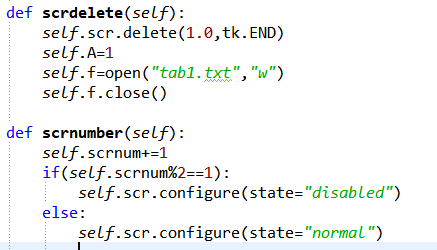 def scrdelete(self):
    self.scr.delete(1.0,tk.END)
    self.A=1
    self.f=open("tab1.txt","w")
    self.f.close()

def scrnumber(self):
    self.scrnum+=1
    if(self.scrnum%2==1):
        self.scr.configure(state="disabled")
    else:
        self.scr.configure(state="normal")